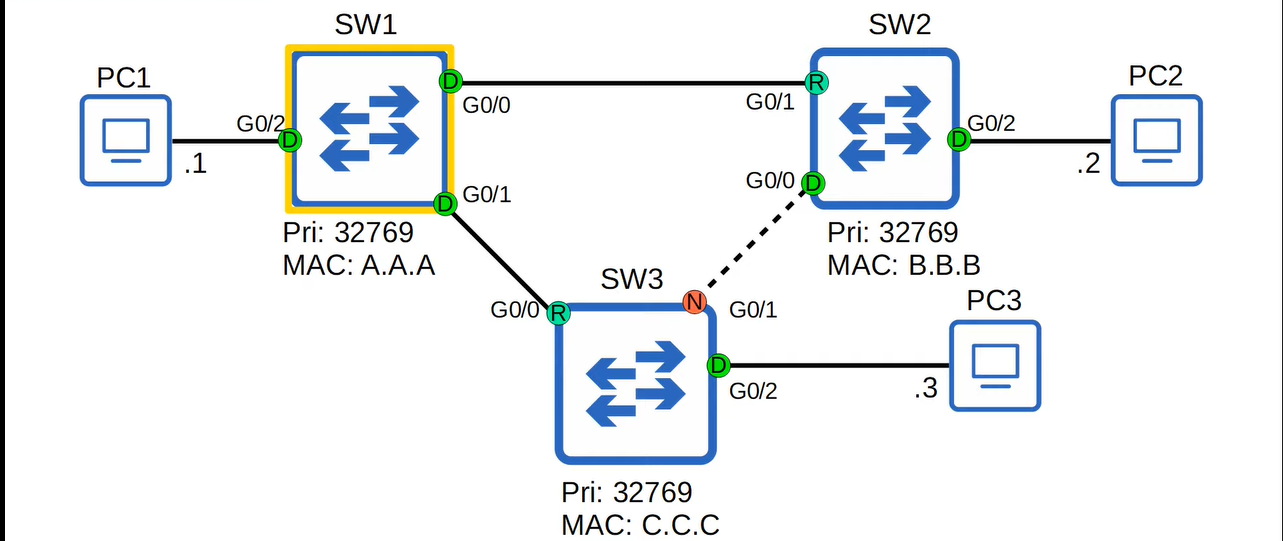 SW1
SW2
PC1
PC2
D
R
G0/0
G0/1
G0/2
D
D
G0/2
.1
.2
G0/0
D
G0/1
D
Pri: 32769
MAC: A.A.A
Pri: 32769
MAC: B.B.B
SW3
PC3
G0/0
R
N
G0/1
D
G0/2
.3
Pri: 32769
MAC: C.C.C